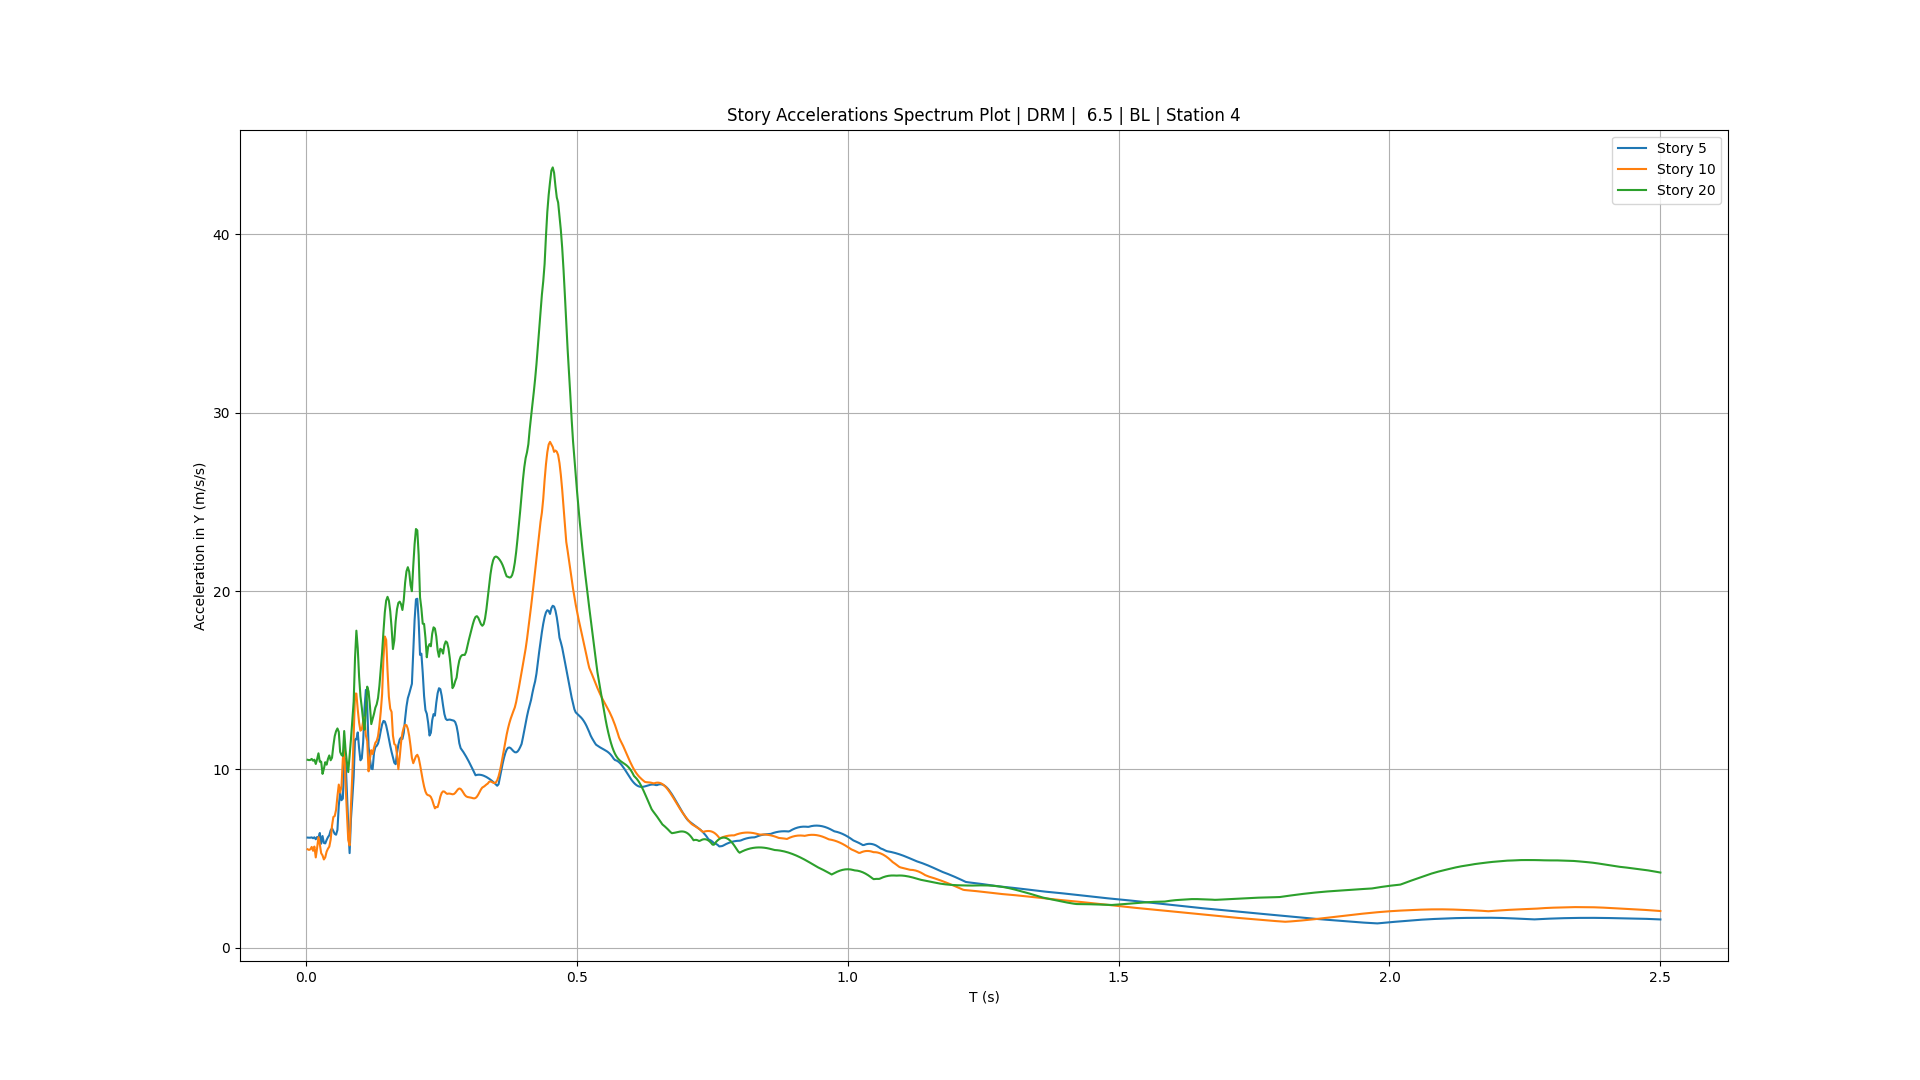 Story Accelerations Spectrum Plot | DRM |  6.5 | BL | Station 4
Story 5
Story 10
Story 20
Acceleration in Y (m/s/s)
40
30
20
10
0
0.0 0.5 1.0 1.5 2.0 2.5
T (s)